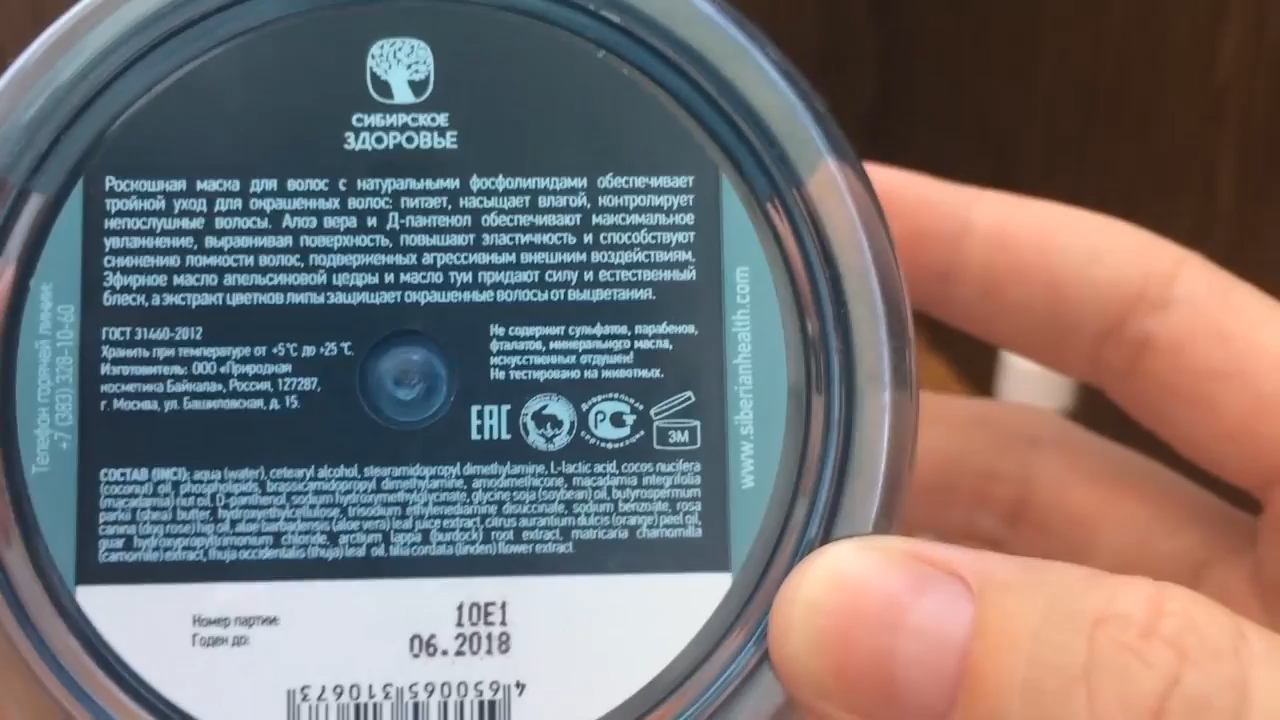 СИБИРСКОЕ
ЗДОРОВЬЕ
Роскошная маска для волос с натуральными фосфолипидами обеспечивает
тройной уход для окрашенных волос: питает, насыщает влагой, контролирует
непослушные волосы. Алоэ вера и Д-пантенол обеспечивают максимальное
увлажнение, выравнивая поверхность, повышают эластичность и способствуют
снижению ломкости волос, подверженных агрессивным внешним воздействиям.
Эфирное масло апельсиновой цедры и масло туи придают силу и естественный
блеск, а экстракт цветков липы защищает окрашенные волосы от выцветания.
ГОСТ 31460-2012
Хранить при температуре от +5°С до +25 °С.
Изготовитель: ООО «Природная
косметика Байкала», Россия, 127287,
г. Москва, ул. Башиловская, д. 15.
Не содержит сульфатов, парабенов,
фталатов, минерального масла,
искусственных отдушек!
Не тестировано на животных.
EAC
Добровольная
сертификация
3M
СОСТАВ (INCI): aqua (water), cetearyl alcohol, stearamidopropyl dimethylamine, L-lactic acid, cocos nucifera
(coconut) oil, phospholipids, brassicamidopropyl dimethylamine, amodimethicone, macadamia integrifolia
(macadamia) nut oil, D-panthenol, sodium hydroxymethylglycinate, glycine soja (soybean) oil, butyrospermum
parkii (shea) butter, hydroxyethylcellulose, trisodium ethylenediamine disuccinate, sodium benzoate, rosa
canina (dog rose) hip oil, aloe barbadensis (aloe vera) leaf juice extract, citrus aurantium dulcis (orange) peel oil,
guar hydroxypropyltrimonium chloride, arctium lappa (burdock) root extract, matricaria chamomilla
(camomile) extract, thuja occidentalis (thuja) leaf oil, tilia cordata (linden) flower extract.
Телефон горячей линии:
+7 (383) 328-10-60
www.siberianhealth.com
Номер партии: 10E1
Годен до: 06.2018
4650065310673